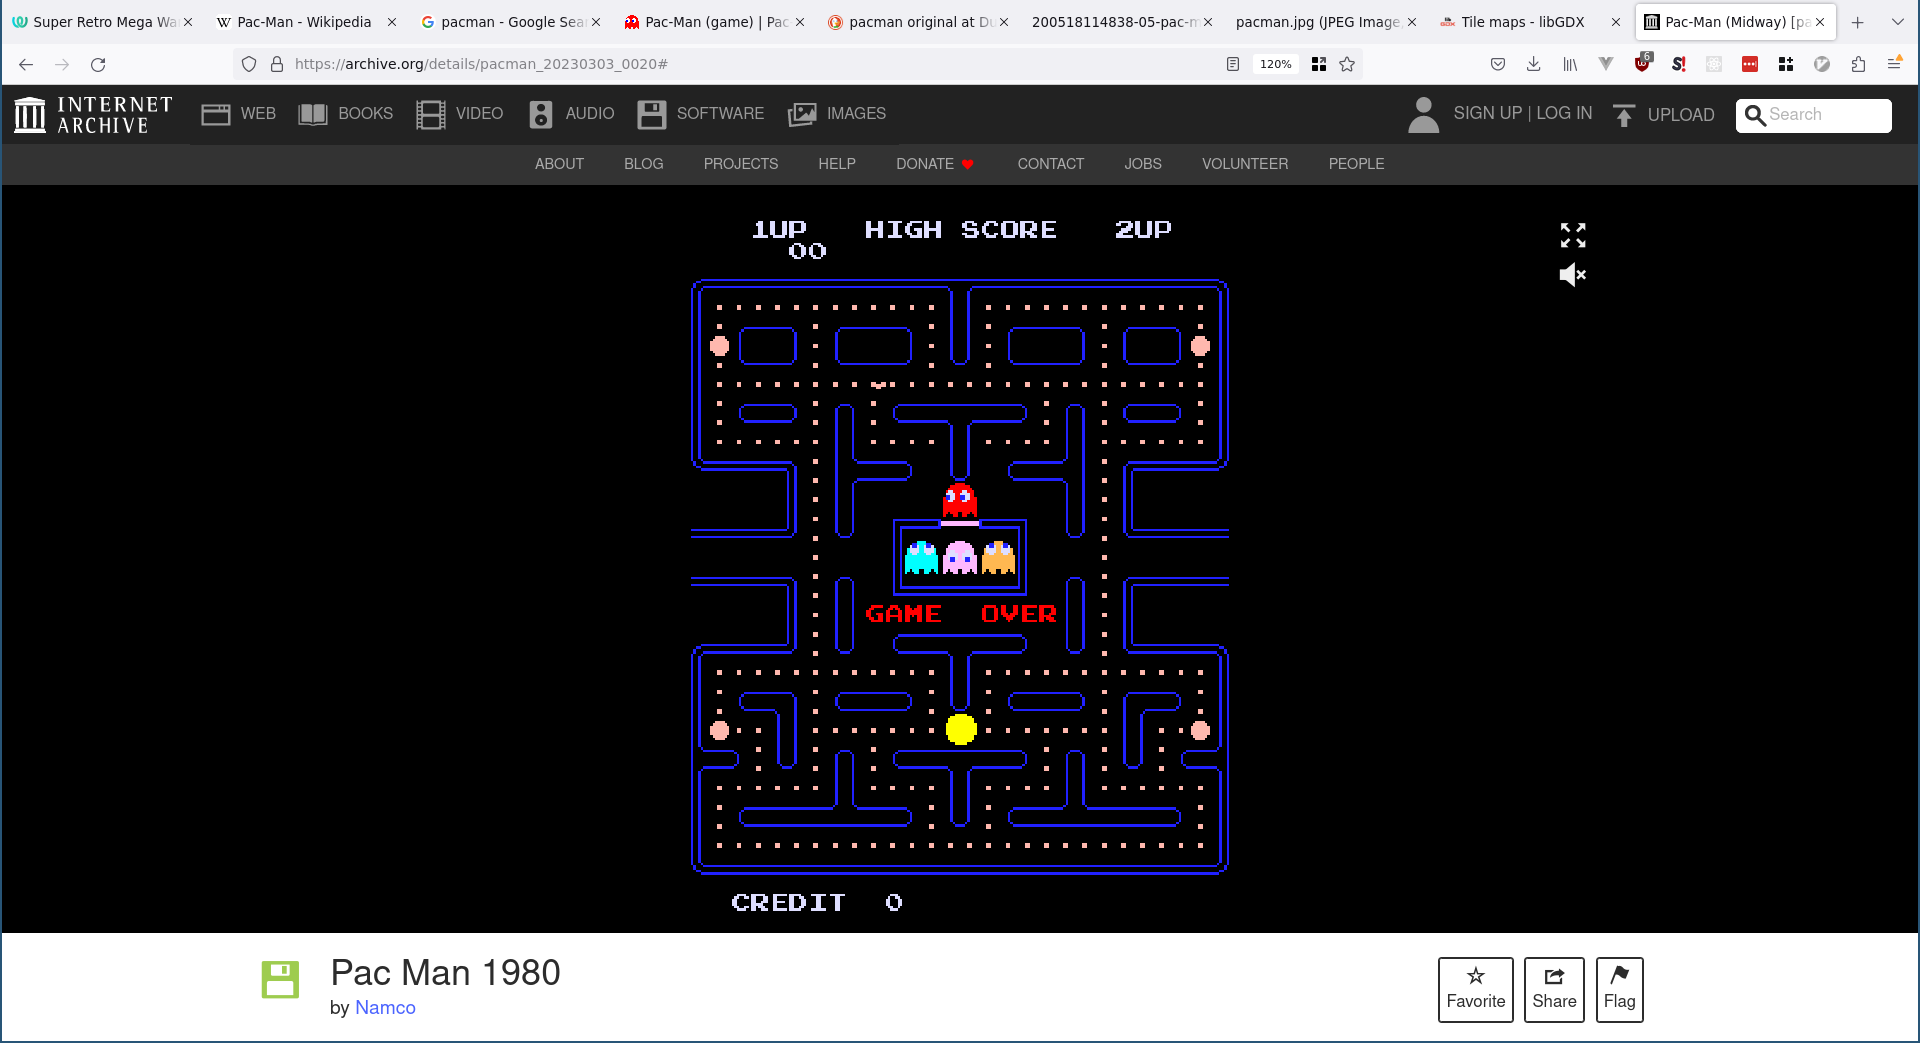 Super Retro Mega Wa
Pac-Man - Wikipedia
pacman - Google Sea
Pac-Man (game) | Pac
pacman original at Du
200518114838-05-pac-m
pacman.jpg (JPEG Image,
Tile maps - libGDX
Pac-Man (Midway) [pa
https://archive.org/details/pacman_20230303_0020#
120%
6
S!
INTERNET ARCHIVE
WEB
BOOKS
VIDEO
AUDIO
SOFTWARE
IMAGES
SIGN UP | LOG IN
UPLOAD
Search
ABOUT
BLOG
PROJECTS
HELP
DONATE
CONTACT
JOBS
VOLUNTEER
PEOPLE
1UP HIGH SCORE 2UP
00
GAME OVER
CREDIT 0
Pac Man 1980
by Namco
Favorite
Share
Flag